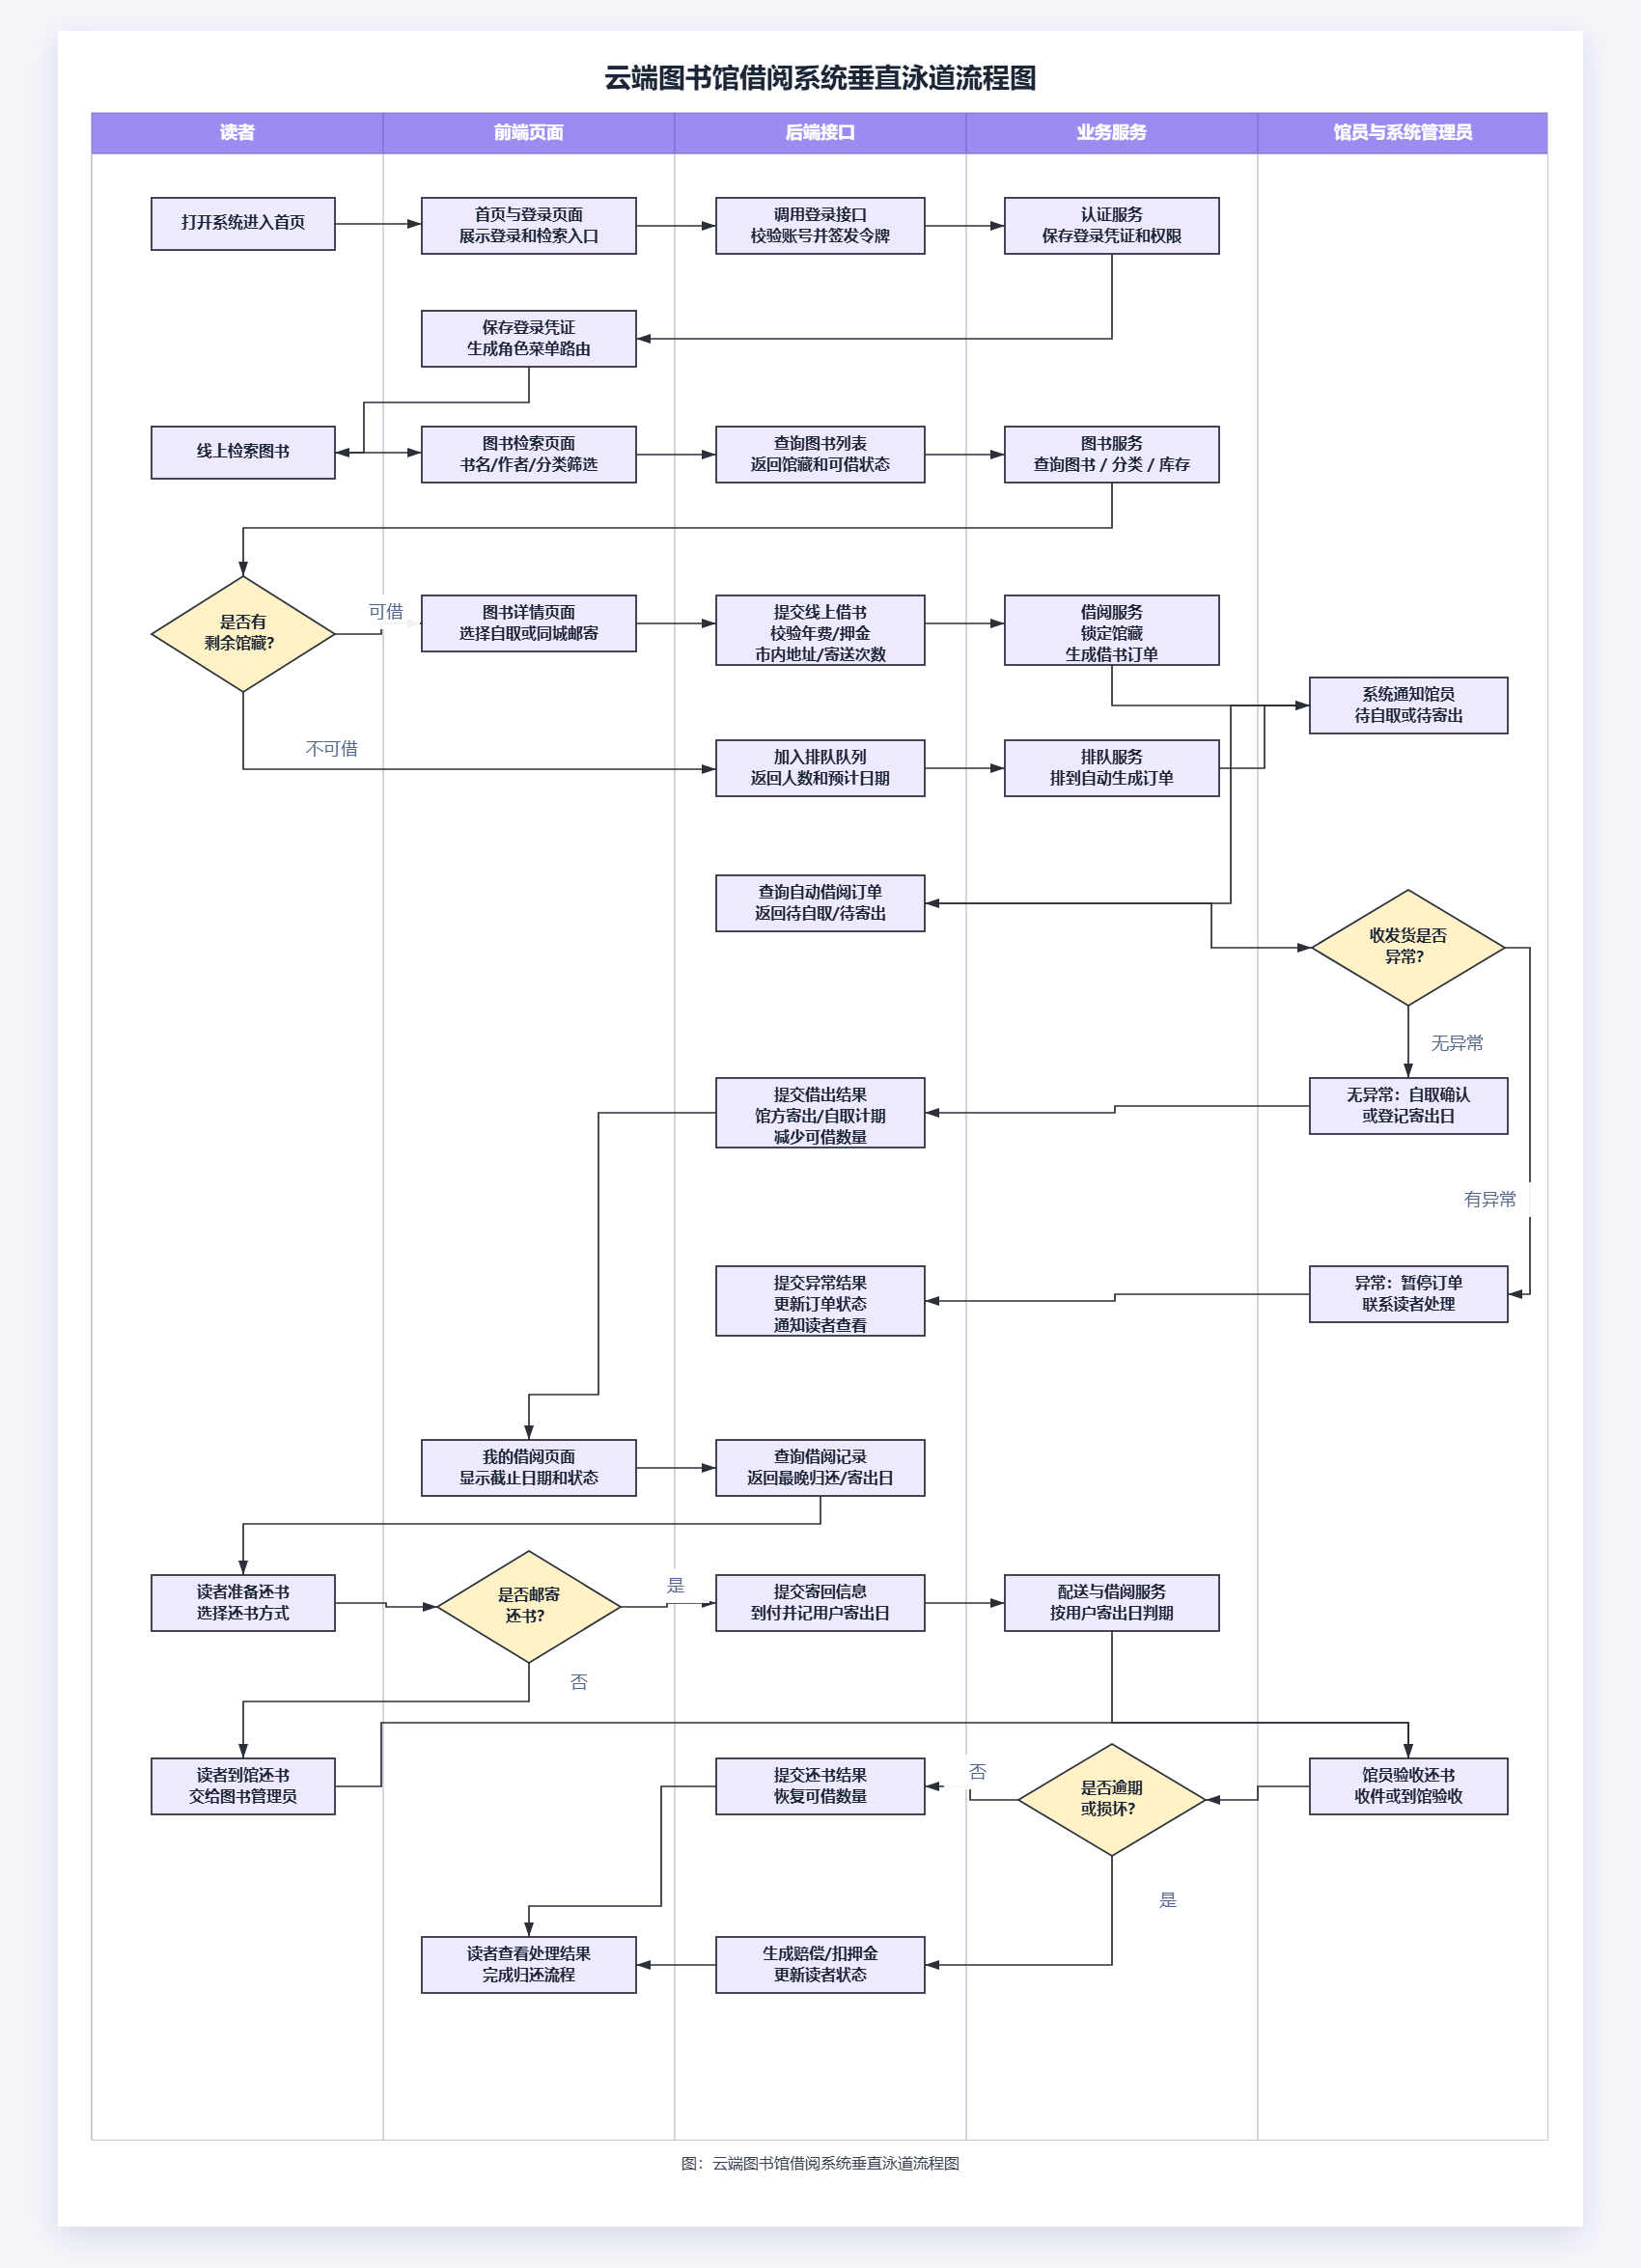 云端图书馆借阅系统垂直泳道流程图
读者
前端页面
后端接口
业务服务
馆员与系统管理员
打开系统进入首页
首页与登录页面
展示登录和检索入口
调用登录接口
校验账号并签发令牌
认证服务
保存登录凭证和权限
保存登录凭证
生成角色菜单路由
线上检索图书
图书检索页面
书名/作者/分类筛选
查询图书列表
返回馆藏和可借状态
图书服务
查询图书 / 分类 / 库存
是否有
剩余馆藏?
可借
图书详情页面
选择自取或同城邮寄
提交线上借书
校验年费/押金
市内地址/寄送次数
借阅服务
锁定馆藏
生成借书订单
系统通知馆员
待自取或待寄出
不可借
加入排队队列
返回人数和预计日期
排队服务
排到自动生成订单
查询自动借阅订单
返回待自取/待寄出
收发货是否
异常?
无异常
提交借出结果
馆方寄出/自取计期
减少可借数量
无异常：自取确认
或登记寄出日
有异常
提交异常结果
更新订单状态
通知读者查看
异常：暂停订单
联系读者处理
我的借阅页面
显示截止日期和状态
查询借阅记录
返回最晚归还/寄出日
读者准备还书
选择还书方式
是否邮寄
还书?
是
提交寄回信息
到付并记用户寄出日
配送与借阅服务
按用户寄出日判期
否
读者到馆还书
交给图书管理员
提交还书结果
恢复可借数量
否
是否逾期
或损坏?
馆员验收还书
收件或到馆验收
是
读者查看处理结果
完成归还流程
生成赔偿/扣押金
更新读者状态
图：云端图书馆借阅系统垂直泳道流程图